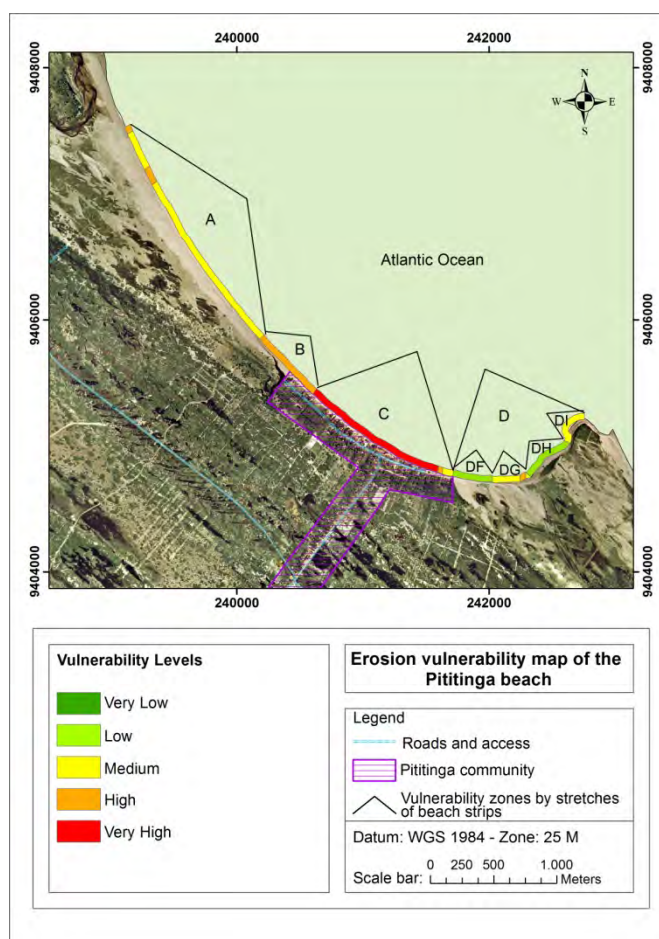 240000
242000
9408000
9408000
N
W E
S
A
Atlantic Ocean
9406000
9406000
B
C
D
DI
DH
DF
DG
9404000
9404000
240000
242000
Vulnerability Levels
Very Low
Low
Medium
High
Very High
Erosion vulnerability map of the
Pititinga beach
Legend
Roads and access
Pititinga community
Vulnerability zones by stretches
of beach strips
Datum: WGS 1984 - Zone: 25 M
Scale bar:
0 250 500 1.000
Meters